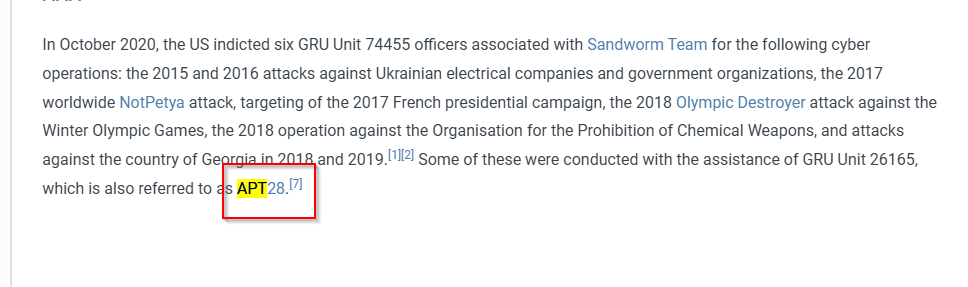 In October 2020, the US indicted six GRU Unit 74455 officers associated with Sandworm Team for the following cyber
operations: the 2015 and 2016 attacks against Ukrainian electrical companies and government organizations, the 2017
worldwide NotPetya attack, targeting of the 2017 French presidential campaign, the 2018 Olympic Destroyer attack against the
Winter Olympic Games, the 2018 operation against the Organisation for the Prohibition of Chemical Weapons, and attacks
against the country of Georgia in 2018 and 2019.[1][2] Some of these were conducted with the assistance of GRU Unit 26165,
which is also referred to as APT28.[7]